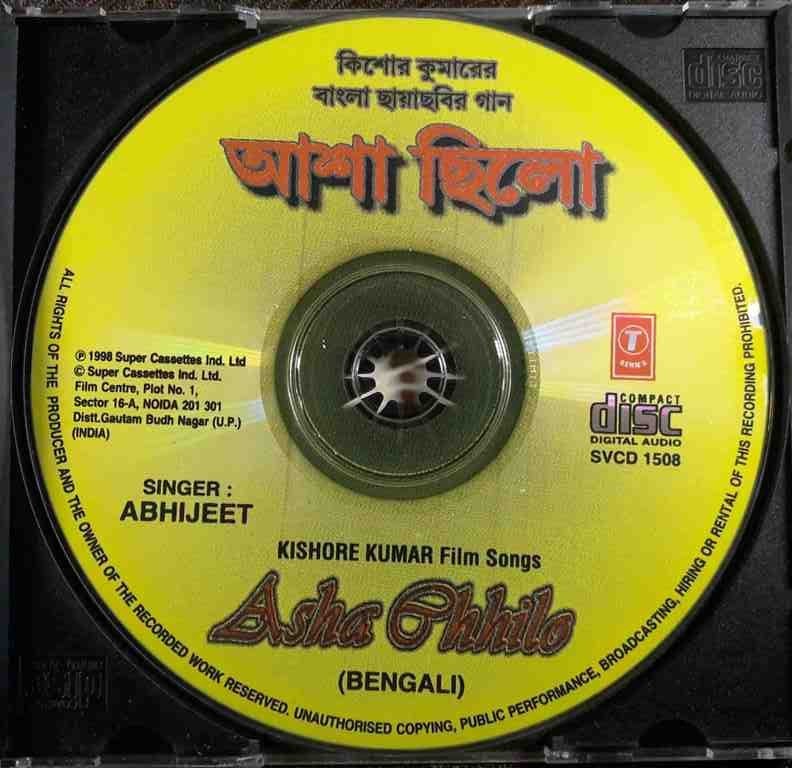 কিশোর কুমারের
বাংলা ছায়াছবির গান
আশা ছিলো
disc
DIGITAL AUDIO
℗ 1998 Super Cassettes Ind. Ltd
© Super Cassettes Ind. Ltd.
Film Centre, Plot No. 1,
Sector 16-A, NOIDA 201 301
Distt.Gautam Budh Nagar (U.P.)
(INDIA)
T
COMPACT
disc
DIGITAL AUDIO
SVCD 1508
SINGER :
ABHIJEET
KISHORE KUMAR Film Songs
Asha Chhilo
(BENGALI)
ALL RIGHTS OF THE PRODUCER AND THE OWNER OF THE RECORDED WORK RESERVED. UNAUTHORISED COPYING, PUBLIC PERFORMANCE, BROADCASTING, HIRING OR RENTAL OF THIS RECORDING PROHIBITED.